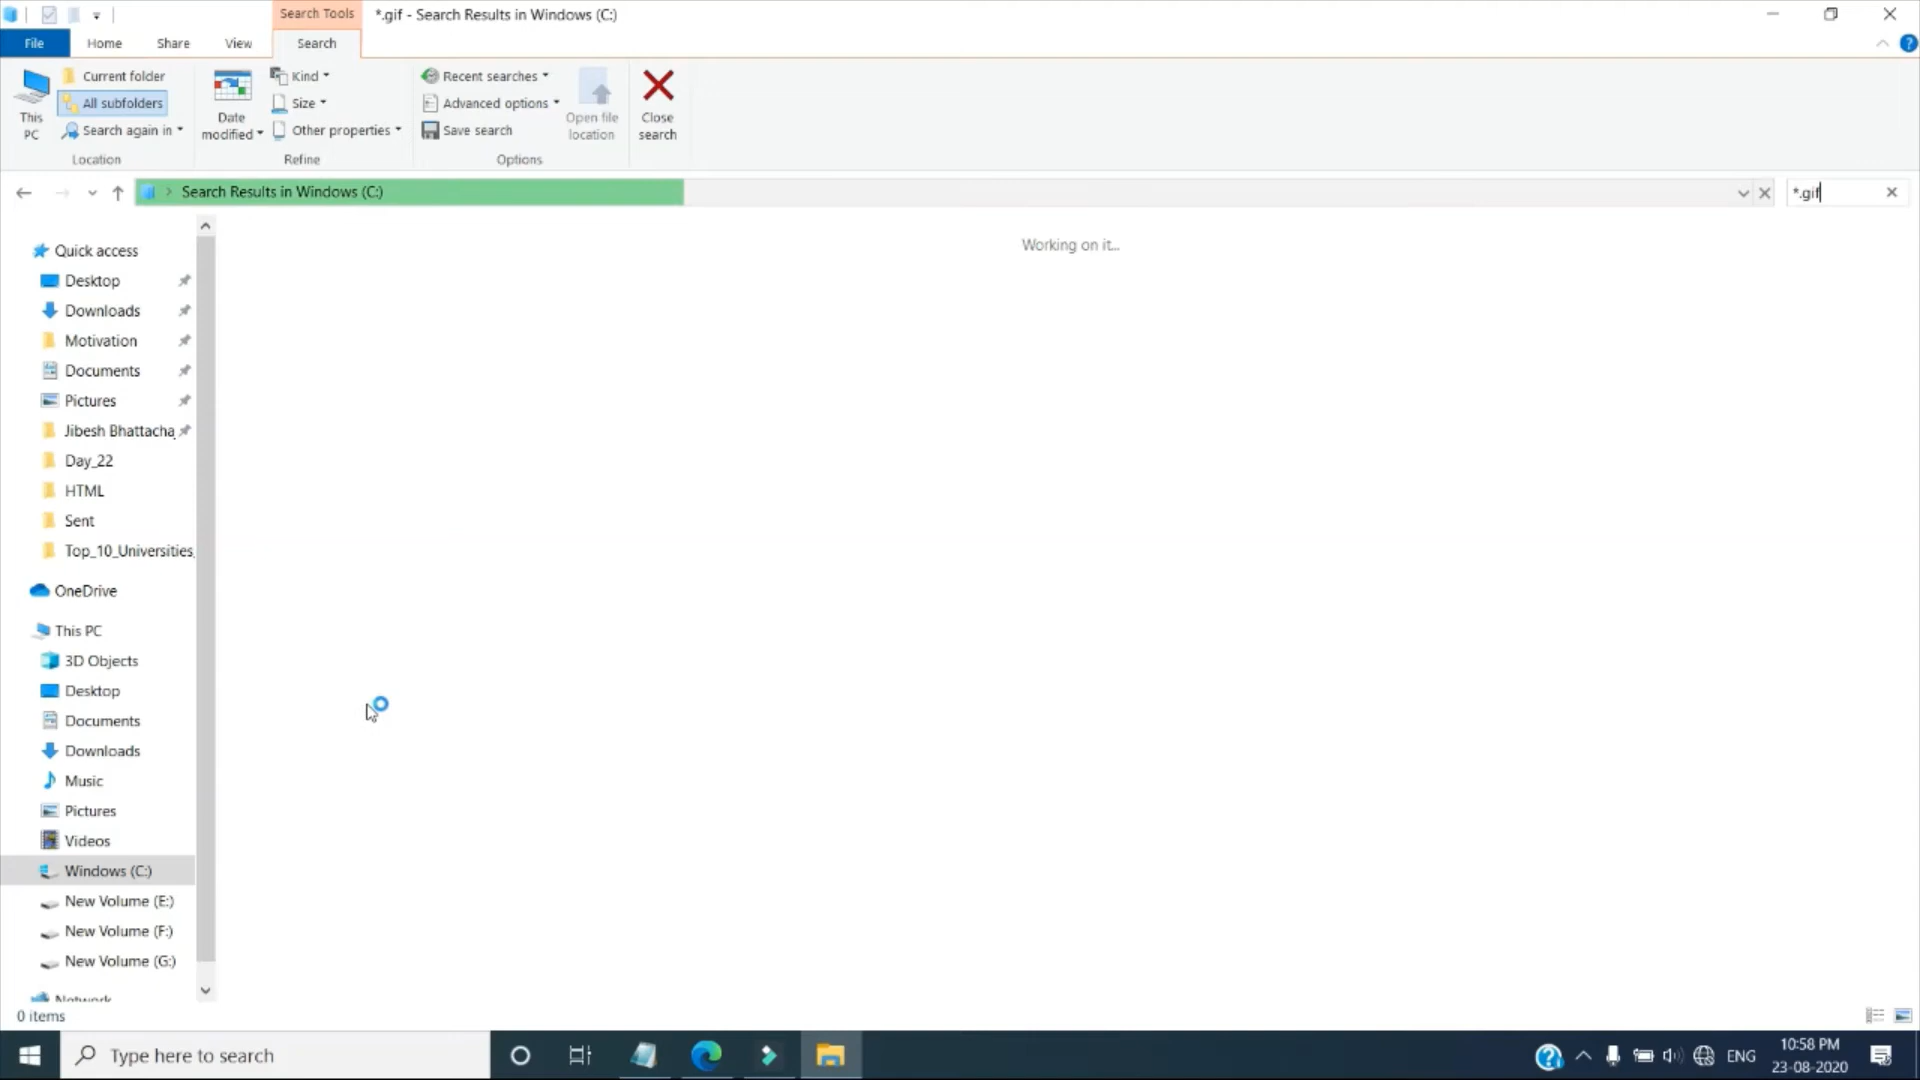 Search Tools
*.gif - Search Results in Windows (C:)
File
Home
Share
View
Search
This PC
Current folder
All subfolders
Search again in
Location
Date modified
Kind
Size
Other properties
Refine
Recent searches
Advanced options
Save search
Open file location
Options
Close search
Search Results in Windows (C:)
*.gif
Working on it...
Quick access
Desktop
Downloads
Motivation
Documents
Pictures
Jibesh Bhattacha
Day_22
HTML
Sent
Top_10_Universities
OneDrive
This PC
3D Objects
Desktop
Documents
Downloads
Music
Pictures
Videos
Windows (C:)
New Volume (E:)
New Volume (F:)
New Volume (G:)
Network
0 items
Type here to search
ENG
10:58 PM
23-08-2020